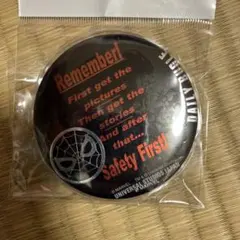 Remember!
First get the
pictures
Then get the
stories
And after
that...
Safety First!
DAILY BUGLE